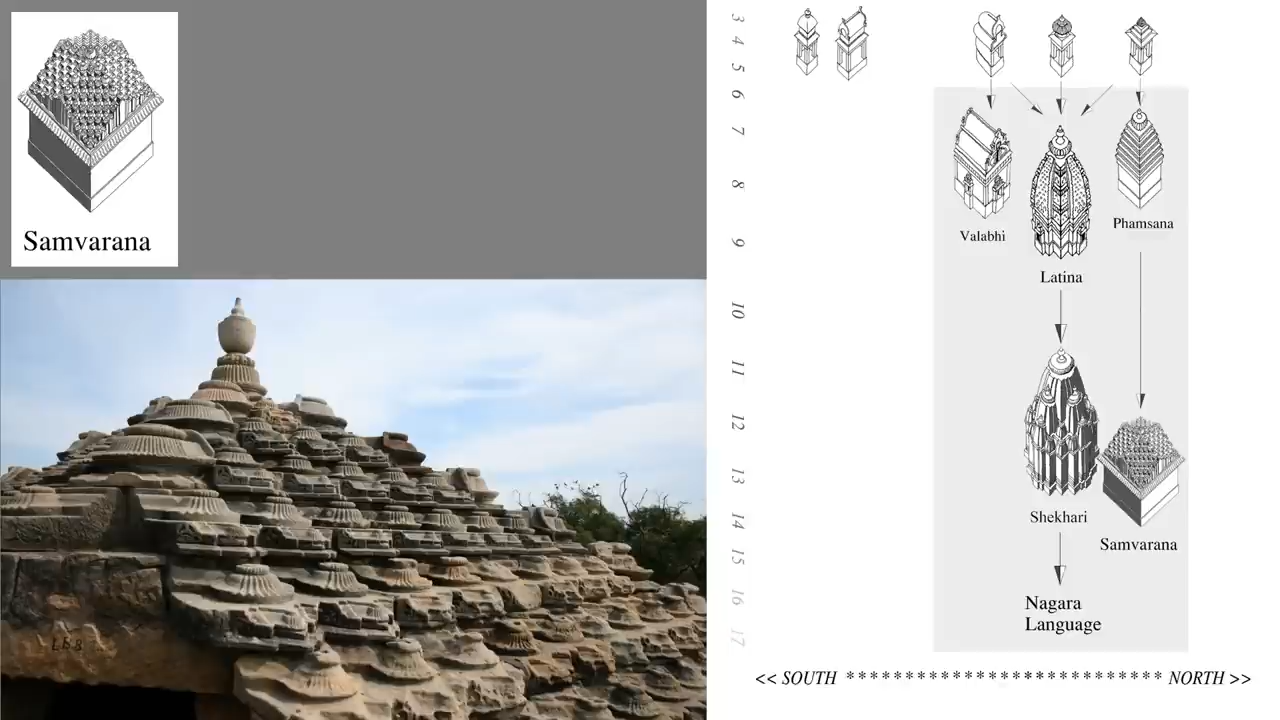 Samvarana
3
4
5
6
7
8
9
10
11
12
13
14
15
16
17
Valabhi
Latina
Phamsana
Shekhari
Samvarana
Nagara
Language
<< SOUTH *************************** NORTH >>